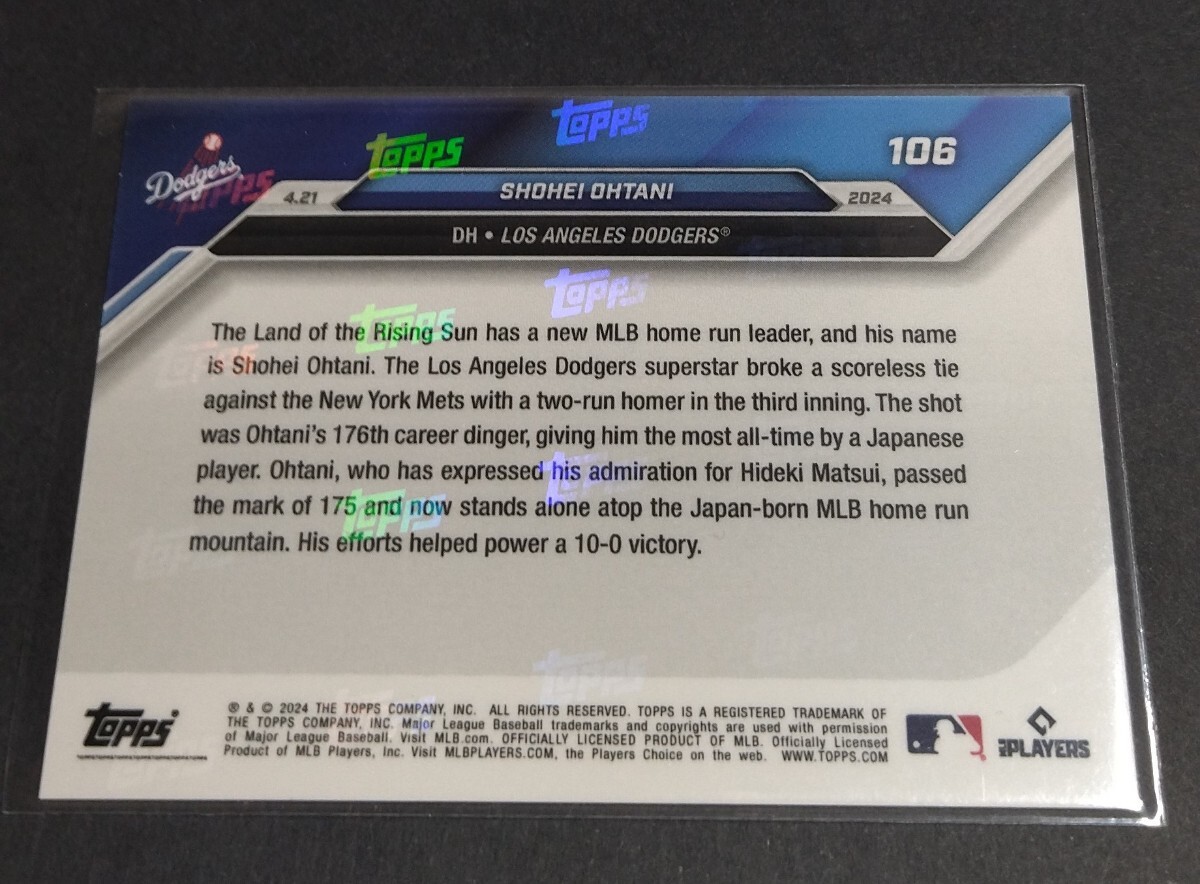 Topps
Topps
106
Dodgers
Topps
4.21
SHOHEI OHTANI
2024
DH • LOS ANGELES DODGERS®
Topps
Topps
The Land of the Rising Sun has a new MLB home run leader, and his name
is Shohei Ohtani. The Los Angeles Dodgers superstar broke a scoreless tie
against the New York Mets with a two-run homer in the third inning. The shot
was Ohtani's 176th career dinger, giving him the most all-time by a Japanese
player. Ohtani, who has expressed his admiration for Hideki Matsui, passed
the mark of 175 and now stands alone atop the Japan-born MLB home run
mountain. His efforts helped power a 10-0 victory.
Topps
Topps
Topps
Topps®
® & © 2024 THE TOPPS COMPANY, INC. ALL RIGHTS RESERVED. TOPPS IS A REGISTERED TRADEMARK OF
THE TOPPS COMPANY, INC. Major League Baseball trademarks and copyrights are used with permission
of Major League Baseball. Visit MLB.com. OFFICIALLY LICENSED PRODUCT OF MLB. Officially Licensed
Product of MLB Players, Inc. Visit MLBPLAYERS.COM, the Players Choice on the web. WWW.TOPPS.COM
PLAYERS